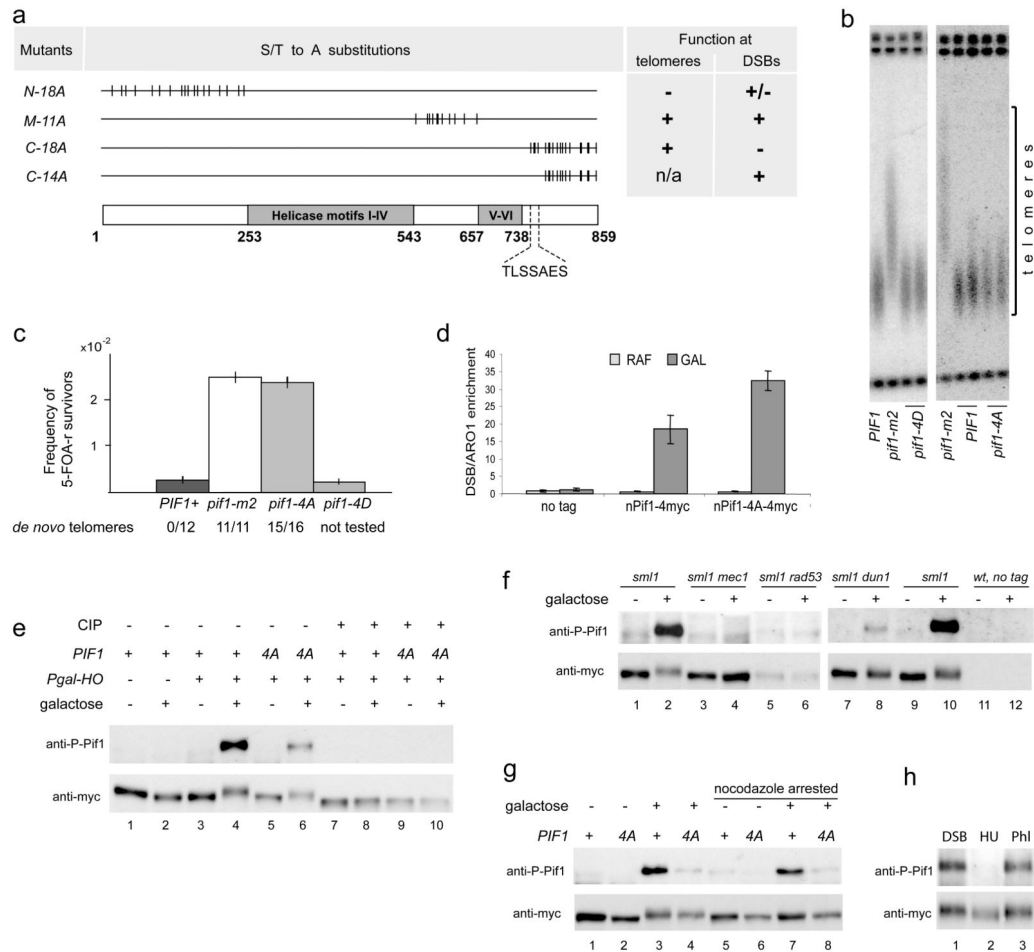 a
Mutants
S/T to A substitutions
Function at
telomeres DSBs
N-18A - +/-
M-11A + +
C-18A + -
C-14A n/a +
Helicase motifs I-IV V-VI
1 253 543 657 738 859
TLSSAES
b
telomeres
PIF1 pif1-m2 pif1-4D pif1-m2 PIF1 pif1-4A
c
x10⁻²
Frequency of
5-FOA-r survivors
2
1
PIF1+ pif1-m2 pif1-4A pif1-4D
de novo telomeres 0/12 11/11 15/16 not tested
d
DSB/ARO1 enrichment
40
35
30
25
20
15
10
5
0
RAF GAL
no tag nPif1-4myc nPif1-4A-4myc
e
CIP - - - - - - + + + +
PIF1 + + + + 4A 4A + + 4A 4A
Pgal-HO - - + + + + + + + +
galactose - + - + - + - + - +
anti-P-Pif1
anti-myc
1 2 3 4 5 6 7 8 9 10
f
sml1 sml1 mec1 sml1 rad53 sml1 dun1 sml1 wt, no tag
galactose - + - + - + - + - + - +
anti-P-Pif1
anti-myc
1 2 3 4 5 6 7 8 9 10 11 12
g
nocodazole arrested
galactose - - + + - - + +
PIF1 + 4A + 4A + 4A + 4A
anti-P-Pif1
anti-myc
1 2 3 4 5 6 7 8
h
DSB HU Phl
anti-P-Pif1
anti-myc
1 2 3